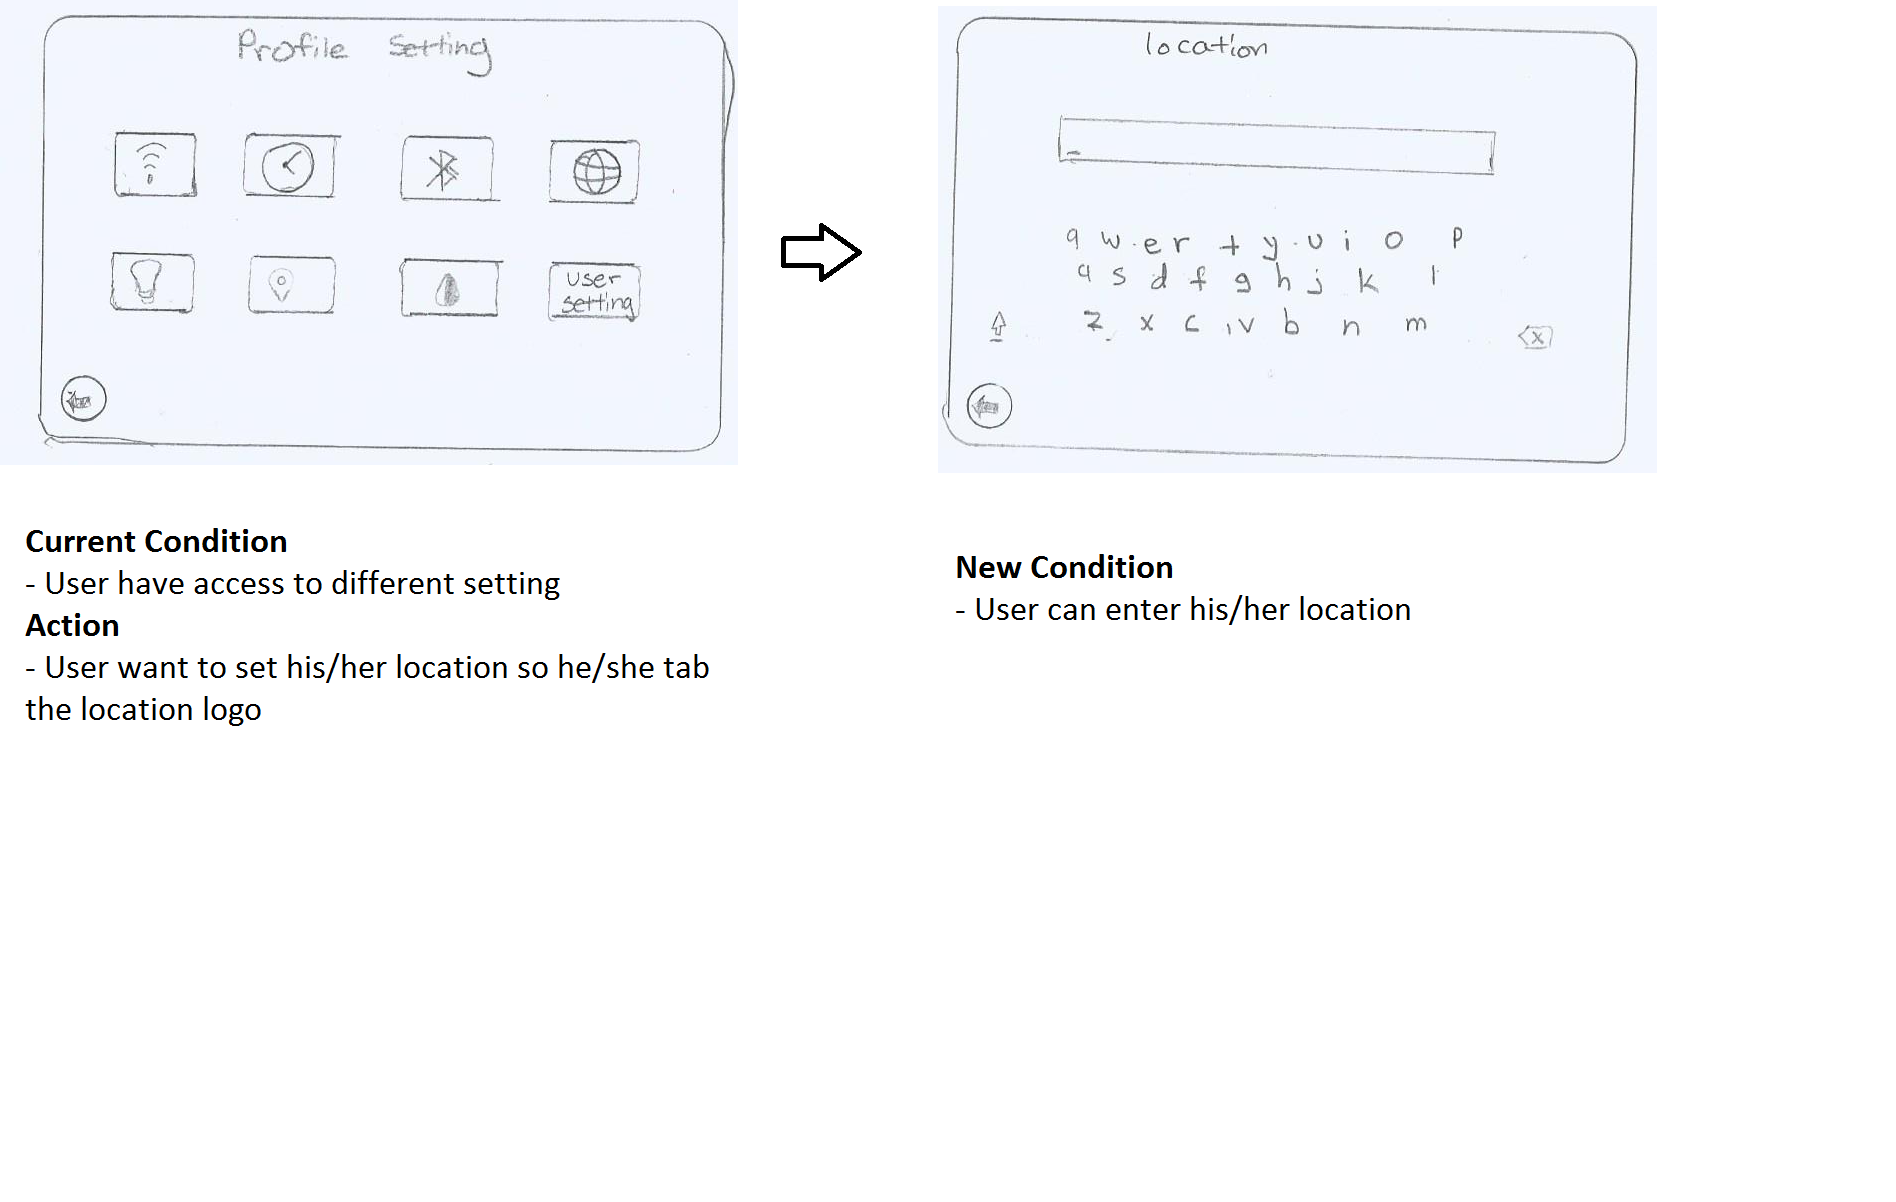 Profile Setting
User
setting
location
q w e r t y u i o p
a s d f g h j k l
z x c v b n m
x
Current Condition
- User have access to different setting
Action
- User want to set his/her location so he/she tab
the location logo
New Condition
- User can enter his/her location